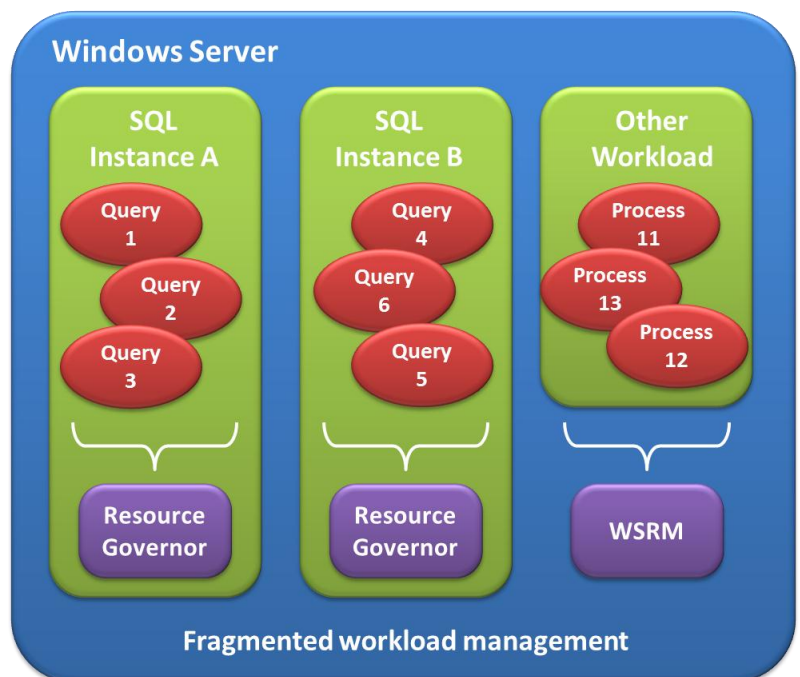 Windows Server
SQL
Instance A
Query
1
Query
2
Query
3
Resource
Governor
SQL
Instance B
Query
4
Query
6
Query
5
Resource
Governor
Other
Workload
Process
11
Process
13
Process
12
WSRM
Fragmented workload management